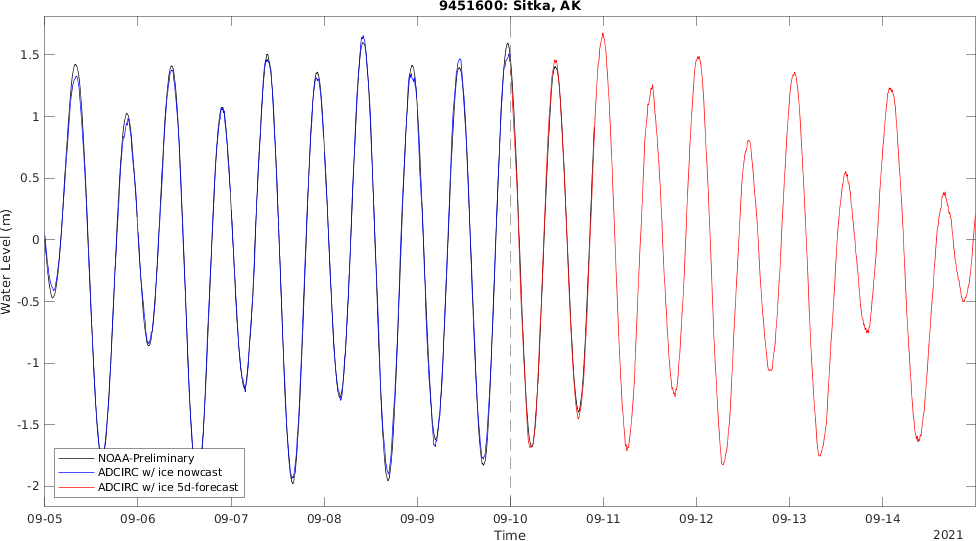 9451600: Sitka, AK
Water Level (m)
1.5
1
0.5
0
-0.5
-1
-1.5
-2
NOAA-Preliminary
ADCIRC w/ ice nowcast
ADCIRC w/ ice 5d-forecast
09-05 09-06 09-07 09-08 09-09 09-10 09-11 09-12 09-13 09-14
Time
2021